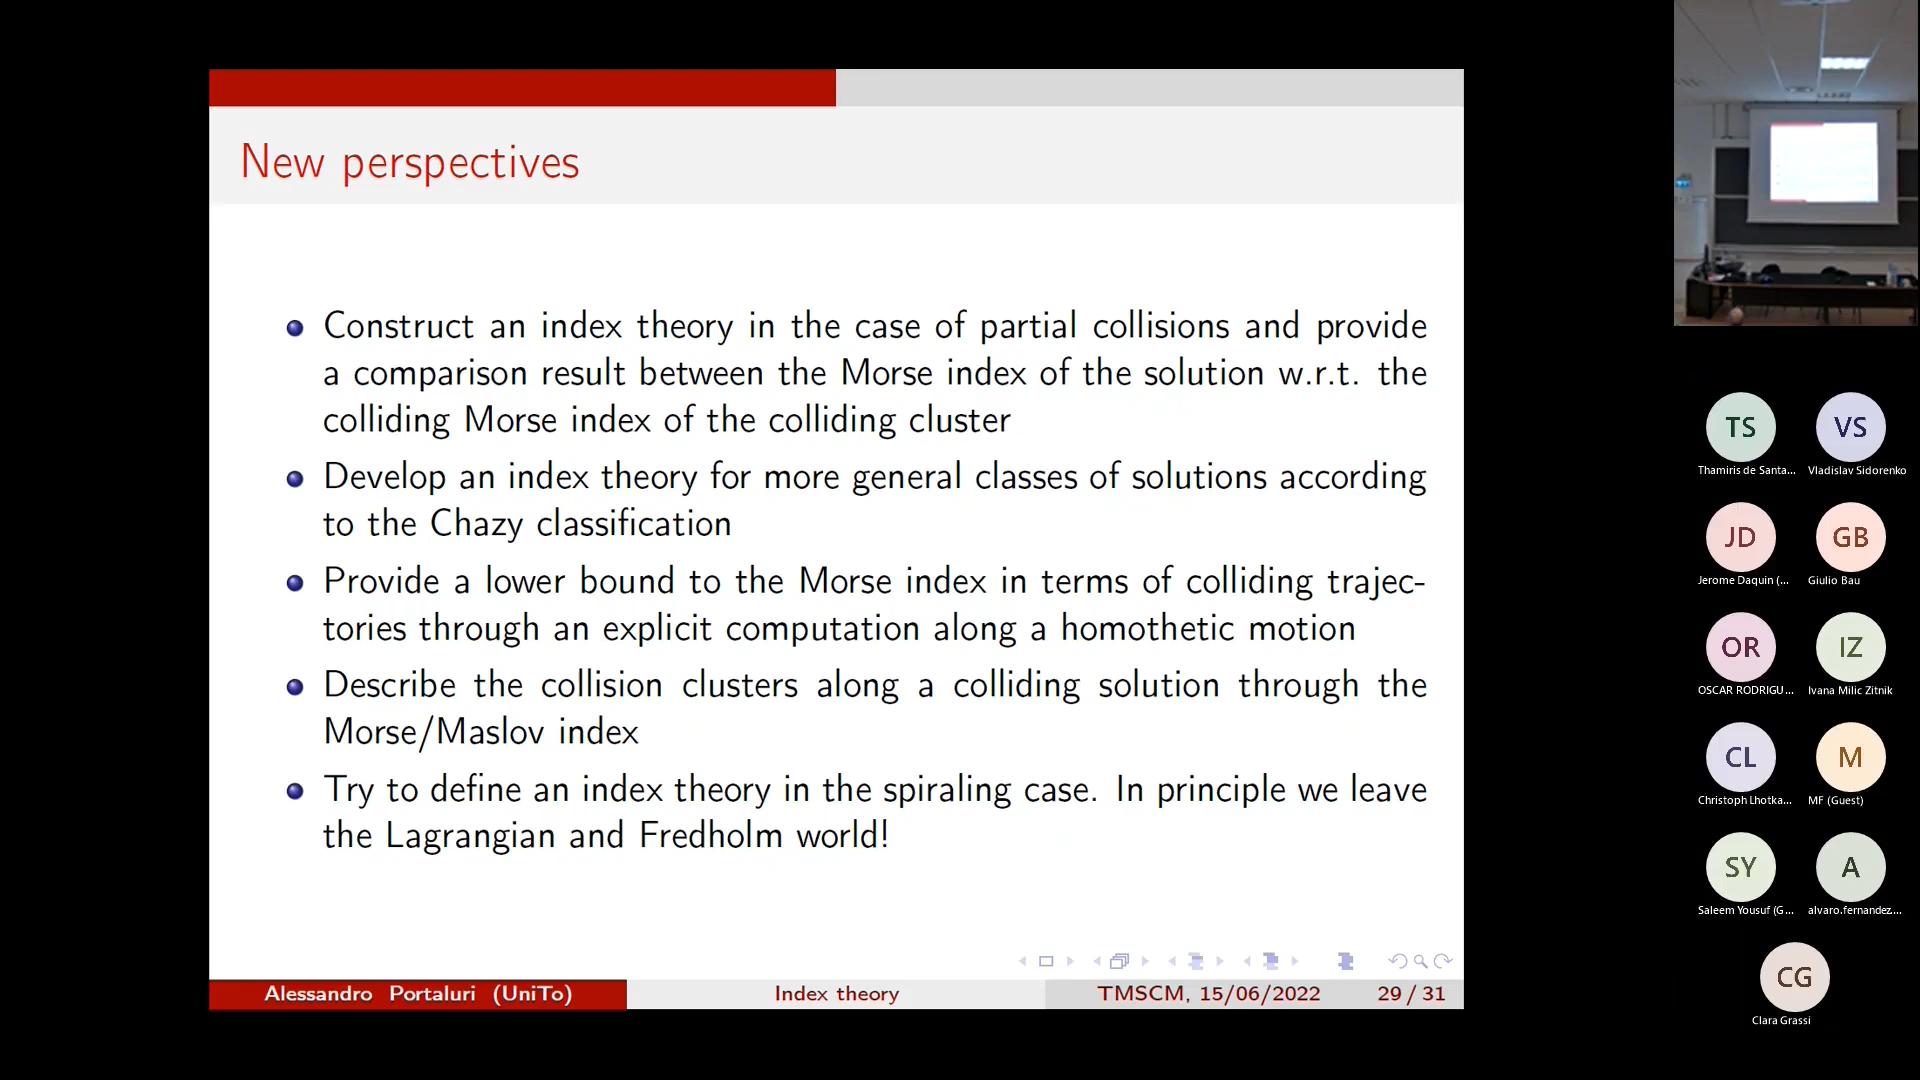 New perspectives
Construct an index theory in the case of partial collisions and provide
a comparison result between the Morse index of the solution w.r.t. the
colliding Morse index of the colliding cluster
Develop an index theory for more general classes of solutions according
to the Chazy classification
Provide a lower bound to the Morse index in terms of colliding trajec-
tories through an explicit computation along a homothetic motion
Describe the collision clusters along a colliding solution through the
Morse/Maslov index
Try to define an index theory in the spiraling case. In principle we leave
the Lagrangian and Fredholm world!
Alessandro Portaluri (UniTo)
Index theory
TMSCM, 15/06/2022
29 / 31
TS
Thamiris de Santa...
VS
Vladislav Sidorenko
JD
Jerome Daquin (...
GB
Giulio Bau
OR
OSCAR RODRIGU...
IZ
Ivana Milic Zitnik
CL
Christoph Lhotka...
M
MF (Guest)
SY
Saleem Yousuf (G...
A
alvaro.fernandez....
CG
Clara Grassi